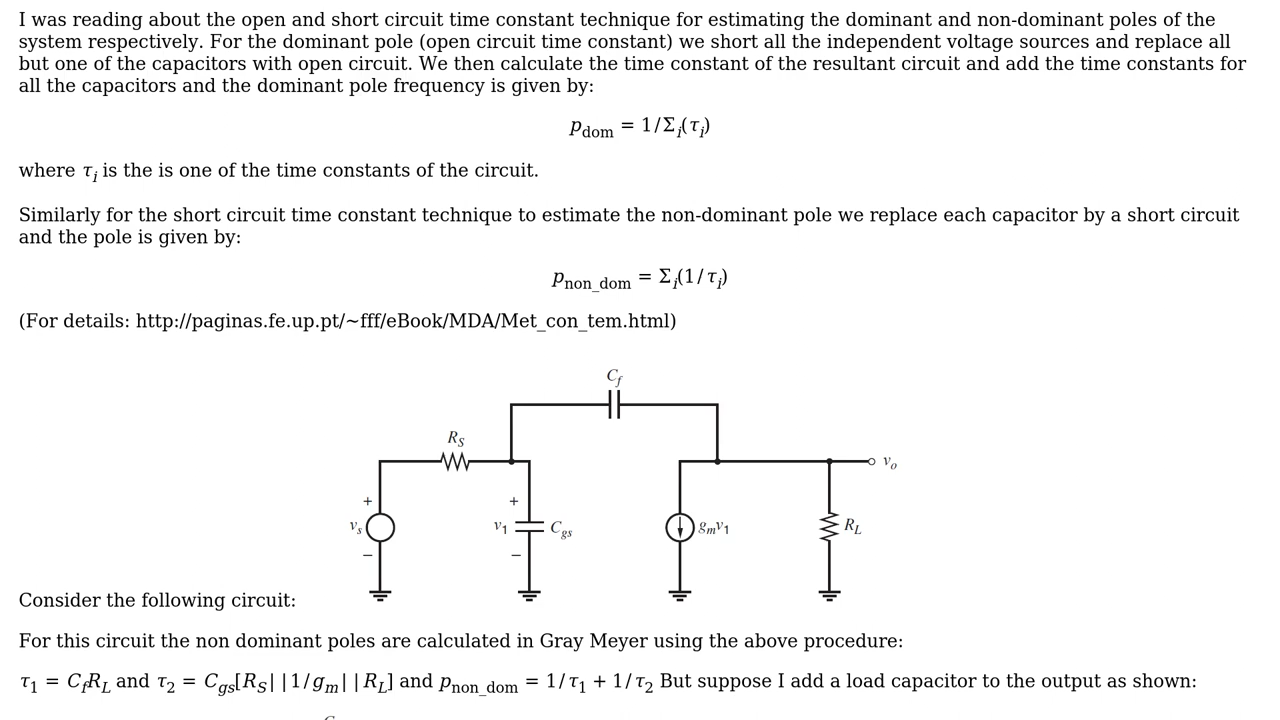 I was reading about the open and short circuit time constant technique for estimating the dominant and non-dominant poles of the
system respectively. For the dominant pole (open circuit time constant) we short all the independent voltage sources and replace all
but one of the capacitors with open circuit. We then calculate the time constant of the resultant circuit and add the time constants for
all the capacitors and the dominant pole frequency is given by:
p_dom = 1/Σ_i(τ_i)
where τ_i is the is one of the time constants of the circuit.
Similarly for the short circuit time constant technique to estimate the non-dominant pole we replace each capacitor by a short circuit
and the pole is given by:
p_non_dom = Σ_i(1/τ_i)
(For details: http://paginas.fe.up.pt/~fff/eBook/MDA/Met_con_tem.html)
C_f
R_S
+ + v_o
v_s v_1 C_gs g_m v_1 R_L
− −
Consider the following circuit:
For this circuit the non dominant poles are calculated in Gray Meyer using the above procedure:
τ_1 = C_fR_L and τ_2 = C_gs[R_S||1/g_m||R_L] and p_non_dom = 1/τ_1 + 1/τ_2 But suppose I add a load capacitor to the output as shown: